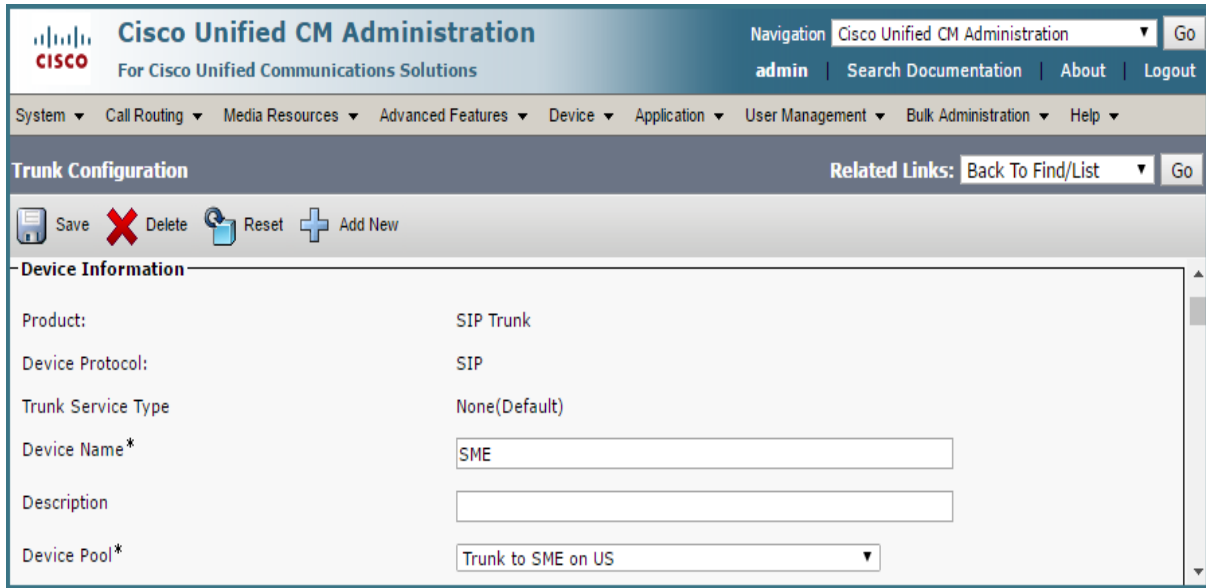 Cisco Unified CM Administration
Navigation Cisco Unified CM Administration Go
CISCO
For Cisco Unified Communications Solutions
admin | Search Documentation | About | Logout
System Call Routing Media Resources Advanced Features Device Application User Management Bulk Administration Help
Trunk Configuration
Related Links: Back To Find/List Go
Save Delete Reset Add New
Device Information
Product: SIP Trunk
Device Protocol: SIP
Trunk Service Type None(Default)
Device Name* SME
Description
Device Pool* Trunk to SME on US